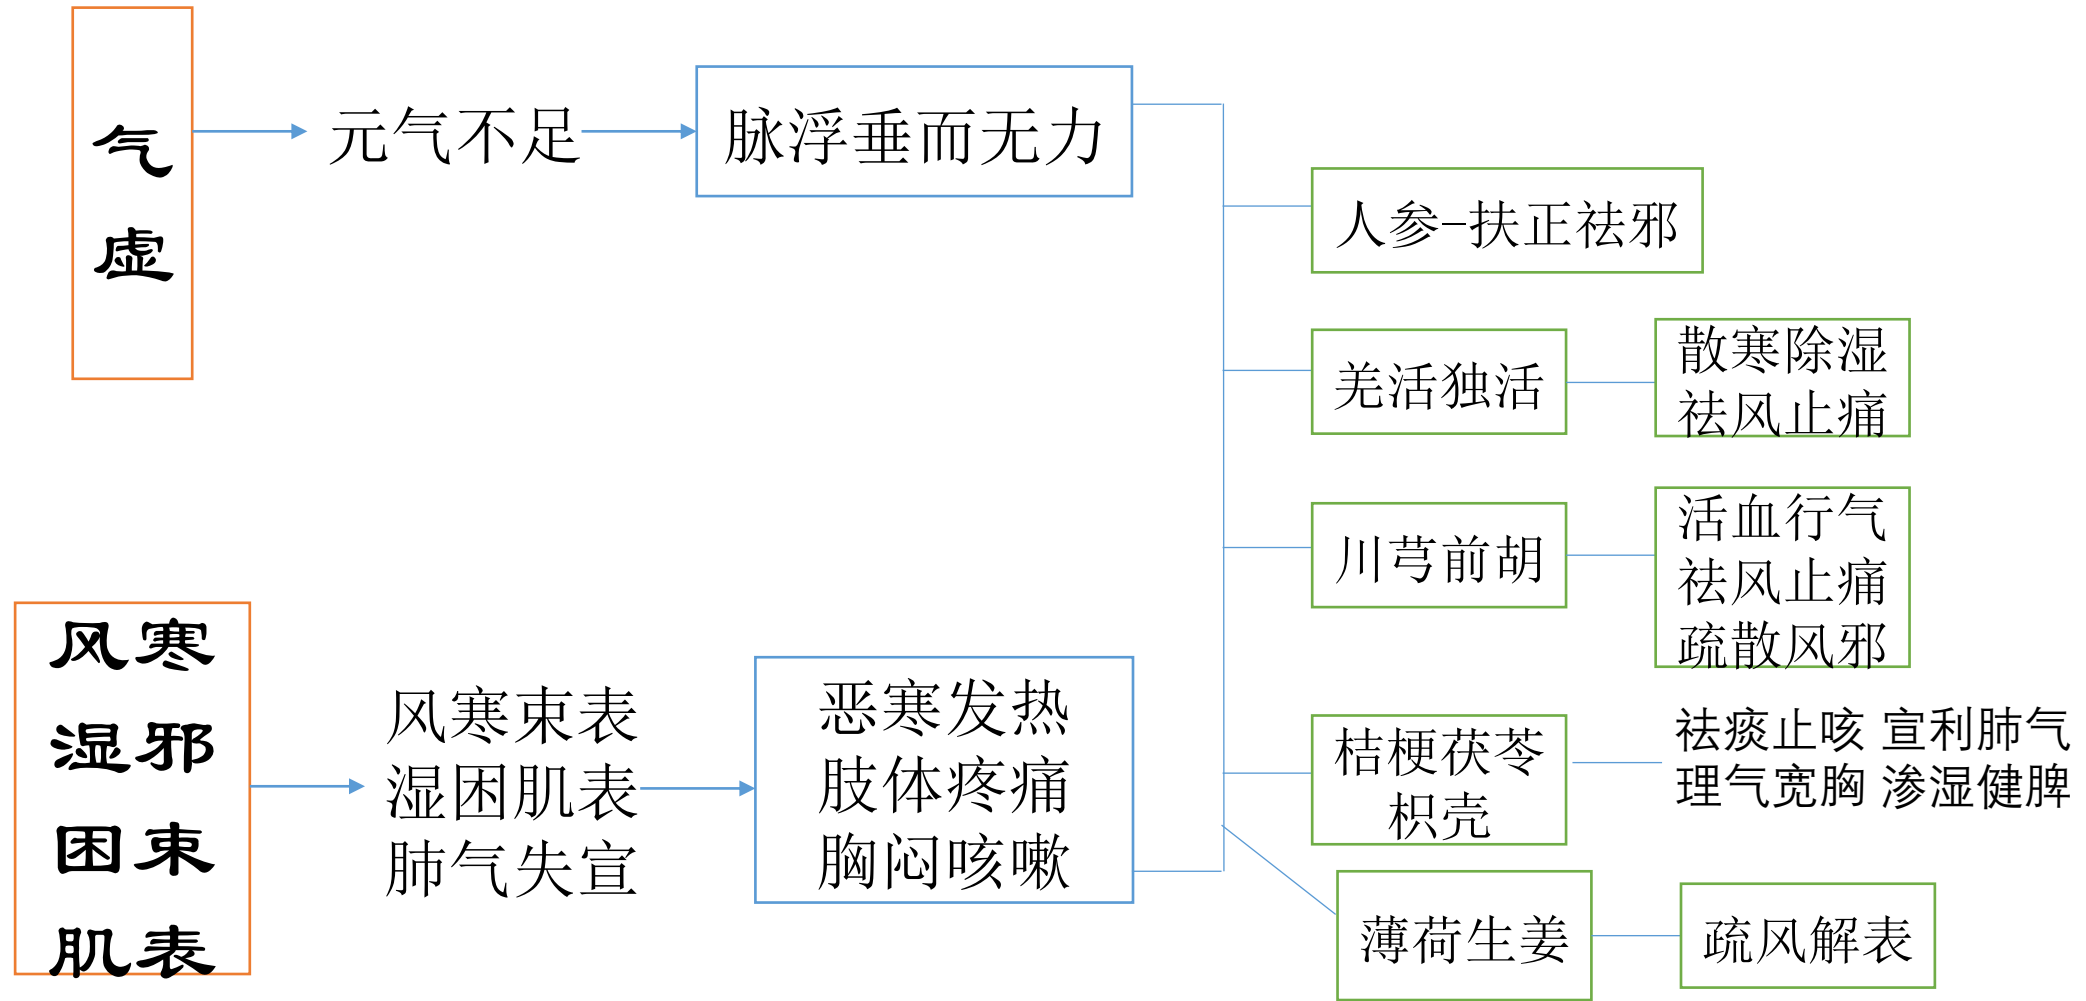 气
虚
元气不足
脉浮垂而无力
风寒
湿邪
困束
肌表
风寒束表
湿困肌表
肺气失宣
恶寒发热
肢体疼痛
胸闷咳嗽
人参-扶正祛邪
羌活独活
散寒除湿
祛风止痛
川芎前胡
活血行气
祛风止痛
疏散风邪
桔梗茯苓
枳壳
祛痰止咳 宣利肺气
理气宽胸 渗湿健脾
薄荷生姜
疏风解表